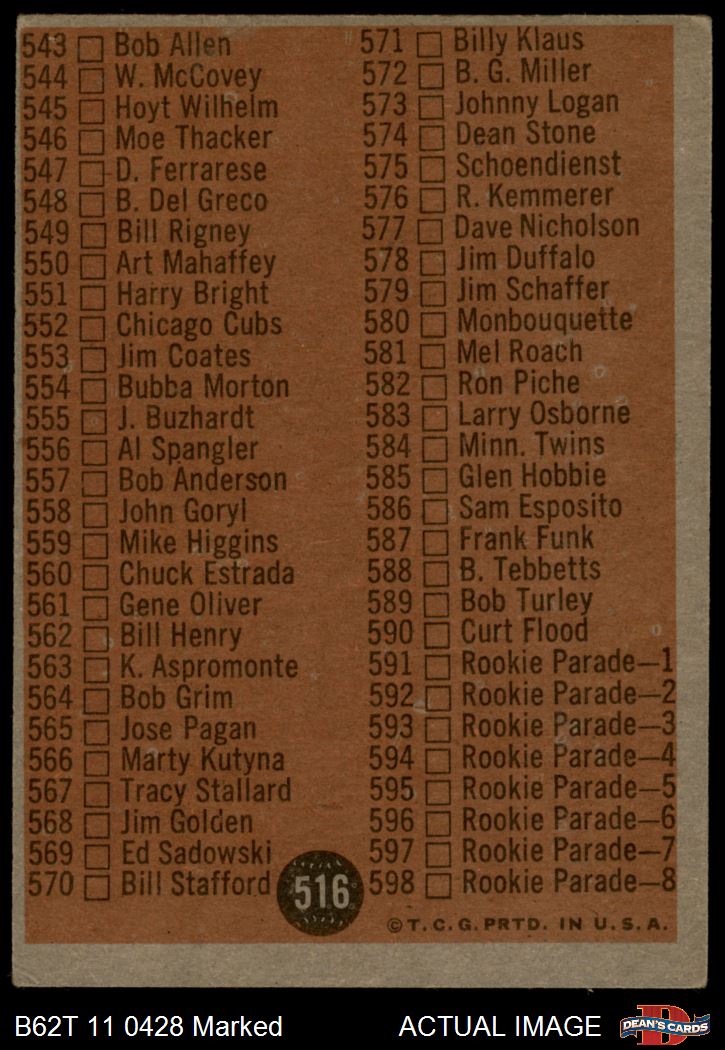 543 Bob Allen
544 W. McCovey
545 Hoyt Wilhelm
546 Moe Thacker
547 D. Ferrarese
548 B. Del Greco
549 Bill Rigney
550 Art Mahaffey
551 Harry Bright
552 Chicago Cubs
553 Jim Coates
554 Bubba Morton
555 J. Buzhardt
556 Al Spangler
557 Bob Anderson
558 John Goryl
559 Mike Higgins
560 Chuck Estrada
561 Gene Oliver
562 Bill Henry
563 K. Aspromonte
564 Bob Grim
565 Jose Pagan
566 Marty Kutyna
567 Tracy Stallard
568 Jim Golden
569 Ed Sadowski
570 Bill Stafford
571 Billy Klaus
572 B. G. Miller
573 Johnny Logan
574 Dean Stone
575 Schoendienst
576 R. Kemmerer
577 Dave Nicholson
578 Jim Duffalo
579 Jim Schaffer
580 Monbouquette
581 Mel Roach
582 Ron Piche
583 Larry Osborne
584 Minn. Twins
585 Glen Hobbie
586 Sam Esposito
587 Frank Funk
588 B. Tebbetts
589 Bob Turley
590 Curt Flood
591 Rookie Parade—1
592 Rookie Parade—2
593 Rookie Parade—3
594 Rookie Parade—4
595 Rookie Parade—5
596 Rookie Parade—6
597 Rookie Parade—7
598 Rookie Parade—8
516
© T. C. G. PRTD. IN U. S. A.
B62T 11 0428 Marked
ACTUAL IMAGE
D
DEAN'S CARDS